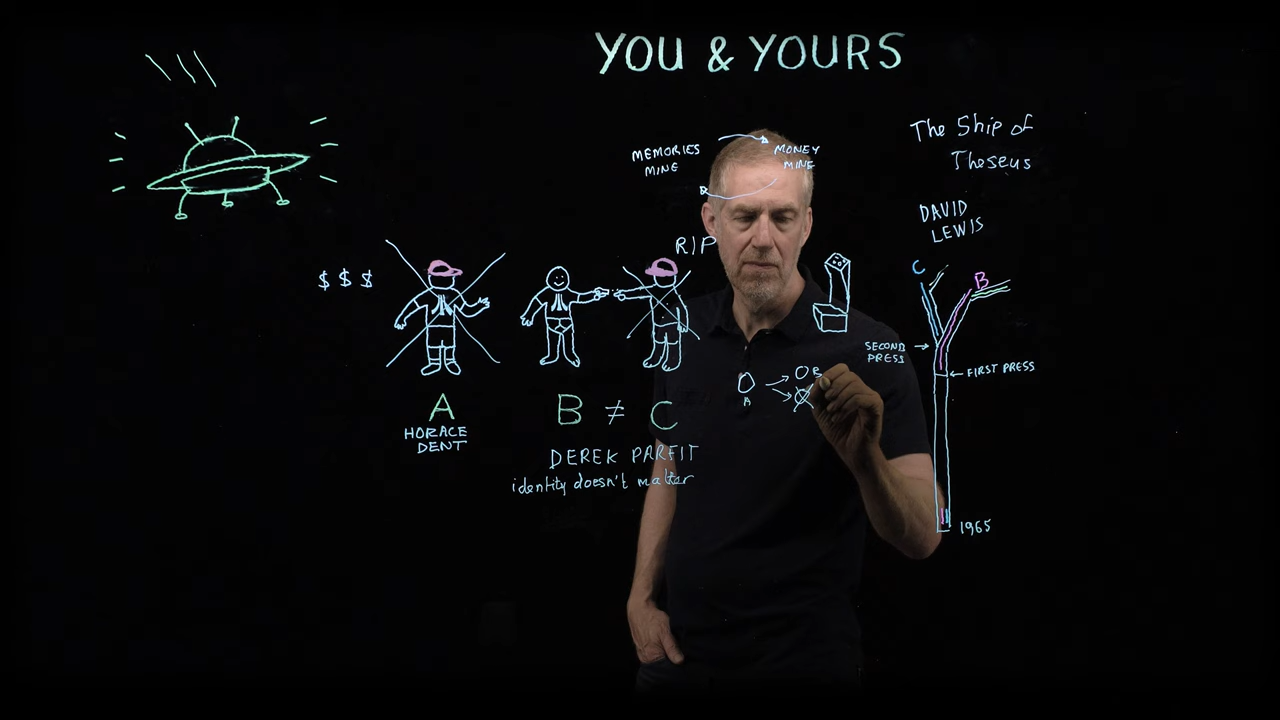 YOU & YOURS
The Ship of
Theseus
MEMORIES
MINE
MONEY
MINE
DAVID
LEWIS
RIP
$ $ $
C
B
SECOND
PRESS
FIRST PRESS
O B
A
A
HORACE
DENT
B ≠ C
DEREK PARFIT
identity doesn't matter
1965